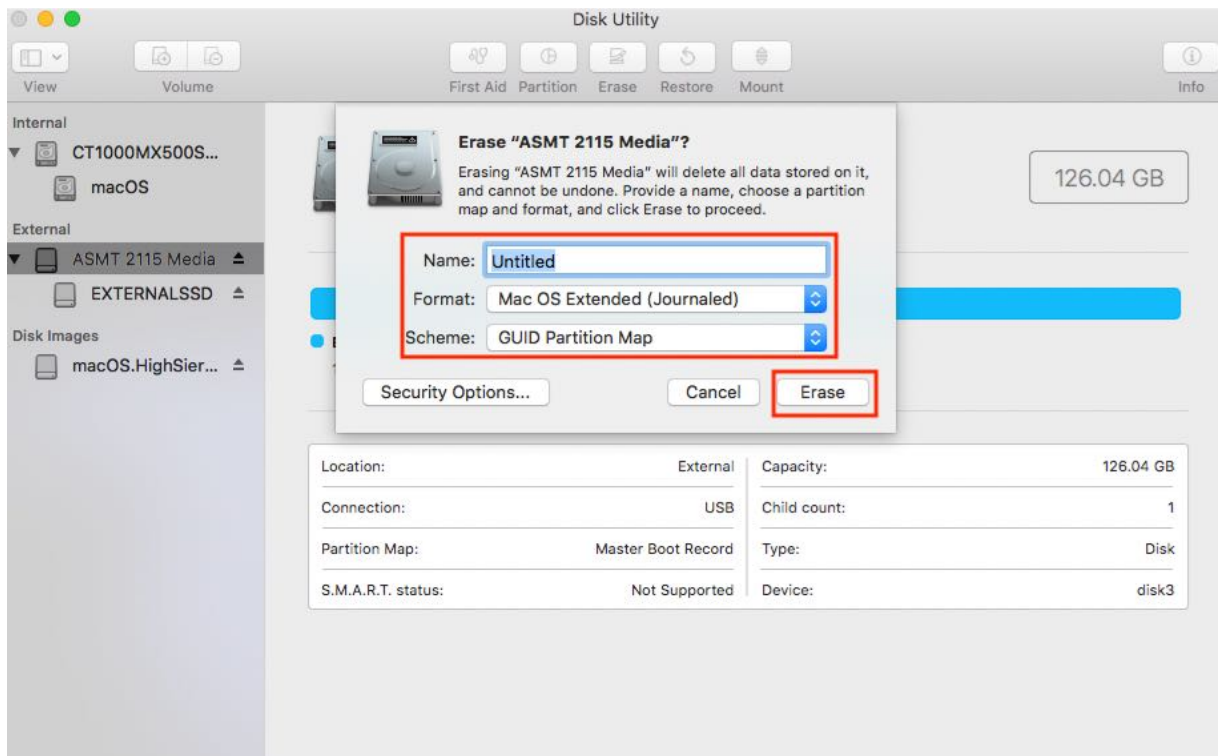 Disk Utility
View
Volume
First Aid
Partition
Erase
Restore
Mount
Info
Internal
CT1000MX500S...
macOS
External
ASMT 2115 Media
EXTERNALSSD
Disk Images
macOS.HighSier...
126.04 GB
Erase “ASMT 2115 Media”?
Erasing “ASMT 2115 Media” will delete all data stored on it,
and cannot be undone. Provide a name, choose a partition
map and format, and click Erase to proceed.
Name: Untitled
Format: Mac OS Extended (Journaled)
Scheme: GUID Partition Map
Security Options...
Cancel
Erase
Location: External
Capacity: 126.04 GB
Connection: USB
Child count: 1
Partition Map: Master Boot Record
Type: Disk
S.M.A.R.T. status: Not Supported
Device: disk3